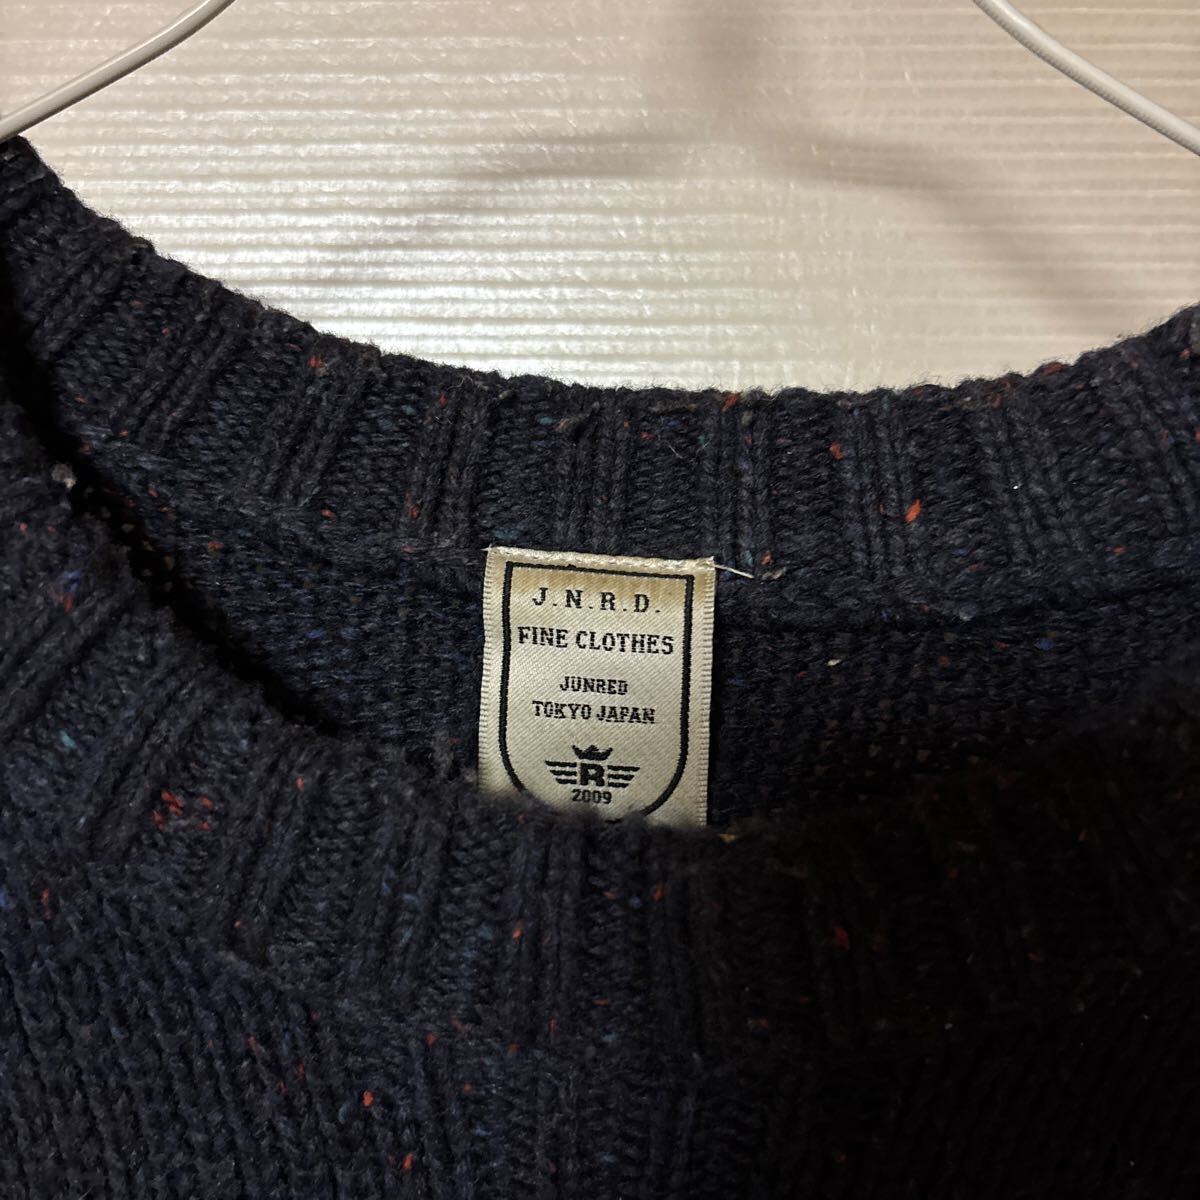 J.N.R.D.
FINE CLOTHES
JUNRED
TOKYO JAPAN
R
2009